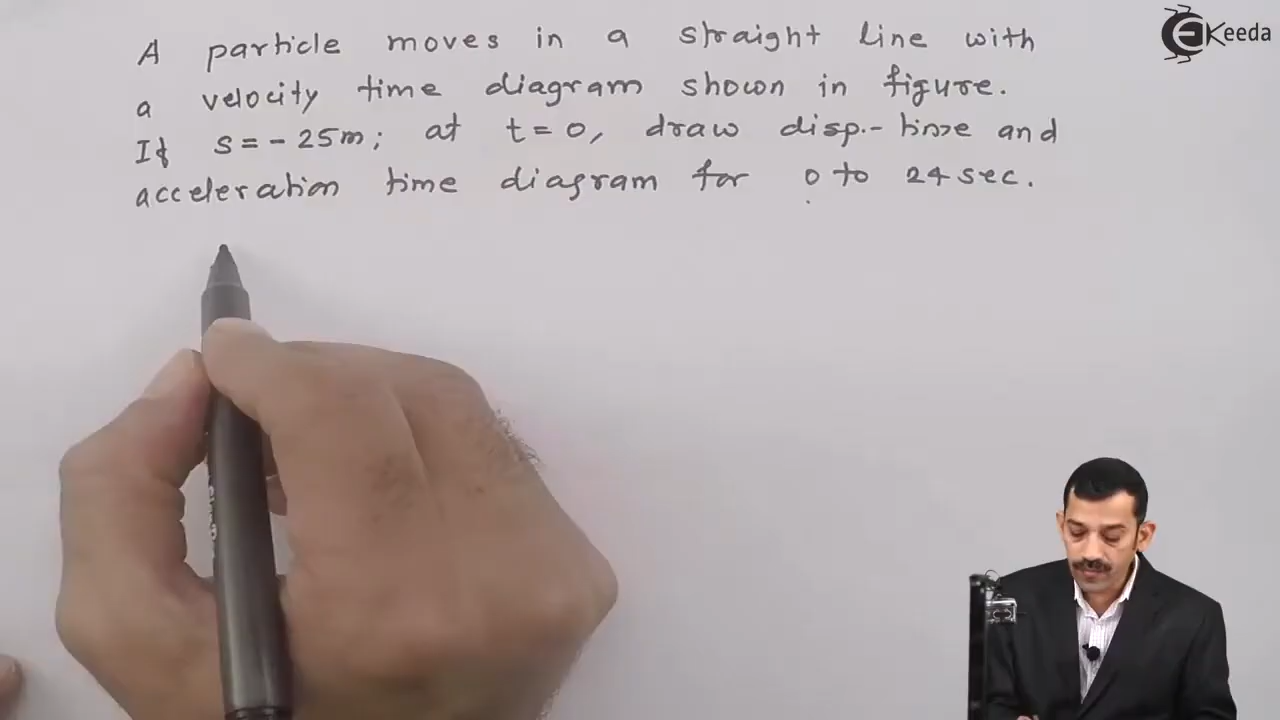 A particle moves in a straight line with
a velocity time diagram shown in figure.
If s = - 25m; at t = 0, draw disp.- time and
acceleration time diagram for 0 to 24 sec.
EKeeda